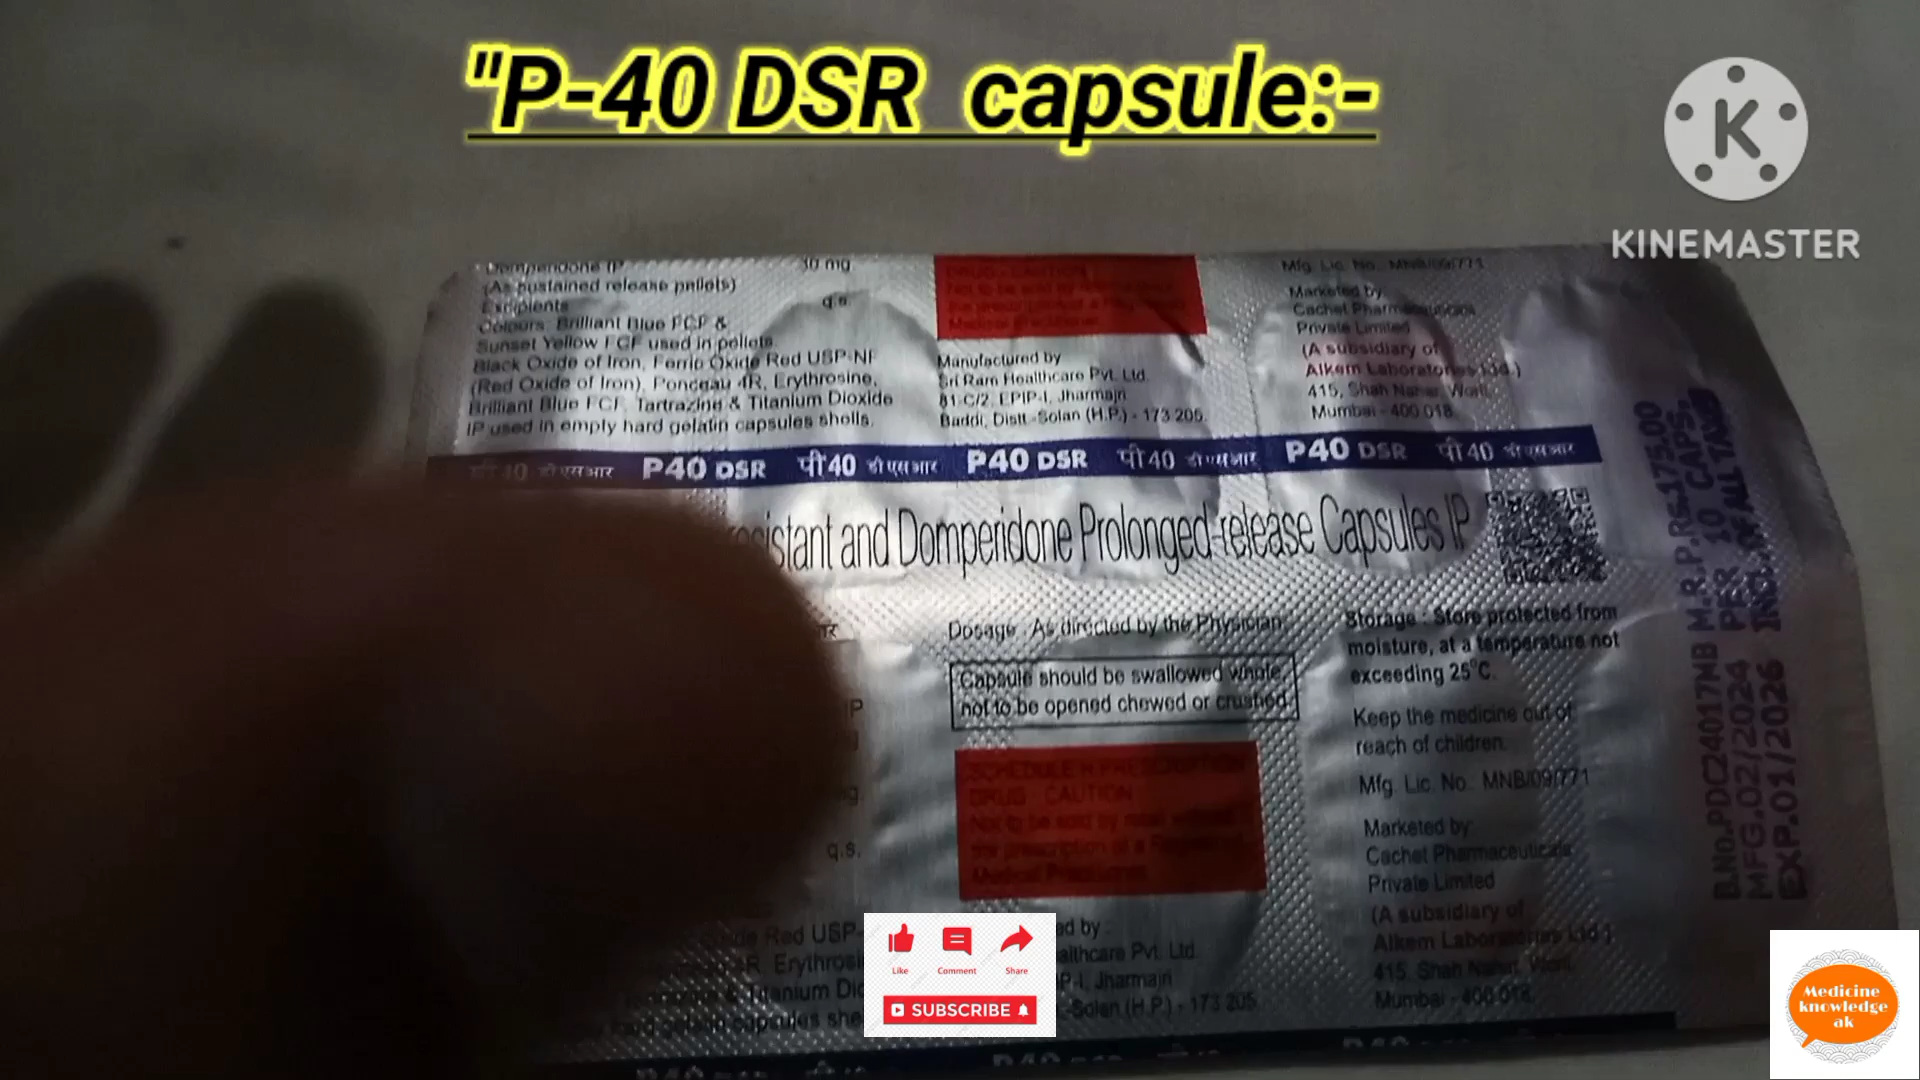 "P-40 DSR capsule:-
KINEMASTER
Domperidone IP 30 mg
(As sustained release pellets)
Excipients q.s.
Colours: Brilliant Blue FCF &
Sunset Yellow FCF used in pellets
Black Oxide of Iron, Ferric Oxide Red USP-NF
(Red Oxide of Iron), Ponceau 4R, Erythrosine,
Brilliant Blue FCF, Tartrazine & Titanium Dioxide
IP used in empty hard gelatin capsules shells.
Manufactured by
Sri Ram Healthcare Pvt. Ltd.
81-C/2, EPIP-I, Jharmajri
Baddi, Distt.-Solan (H.P.) - 173 205.
Mfg. Lic. No.: MNB/09/771
Marketed by
Cachet Pharmaceuticals
Private Limited
(A subsidiary of
Alkem Laboratories Ltd.)
415, Shah Nahar, Worli
Mumbai - 400 018.
पी 40 डी एस आर P40 DSR पी 40 डी एस आर P40 DSR पी 40 डी एस आर P40 DSR पी 40 डी एस आर
and Domperidone Prolonged-release Capsules IP
Dosage : As directed by the Physician.
Capsule should be swallowed whole,
not to be opened chewed or crushed.
SCHEDULE H PRESCRIPTION
DRUG - CAUTION
Not to be sold by retail without
the prescription of a Registered
Medical Practitioner
Storage : Store protected from
moisture, at a temperature not
exceeding 25°C.
Keep the medicine out of
reach of children.
Mfg. Lic. No.: MNB/09/771
Marketed by
Cachet Pharmaceuticals
Private Limited
(A subsidiary of
Alkem Laboratories Ltd.)
415, Shah Nahar, Worli
Mumbai - 400 018.
q.s.
Red USP-
Pvt. Ltd.
Jharmajri
-Solan (H.P.) - 173 205
B.No.PDC24017MB M.R.P.Rs.175.00
MFG.02/2024 PER 10 CAPS.
EXP.01/2026 INCL.OF ALL TAXES
Like Comment Share
SUBSCRIBE
Medicine
knowledge
ak